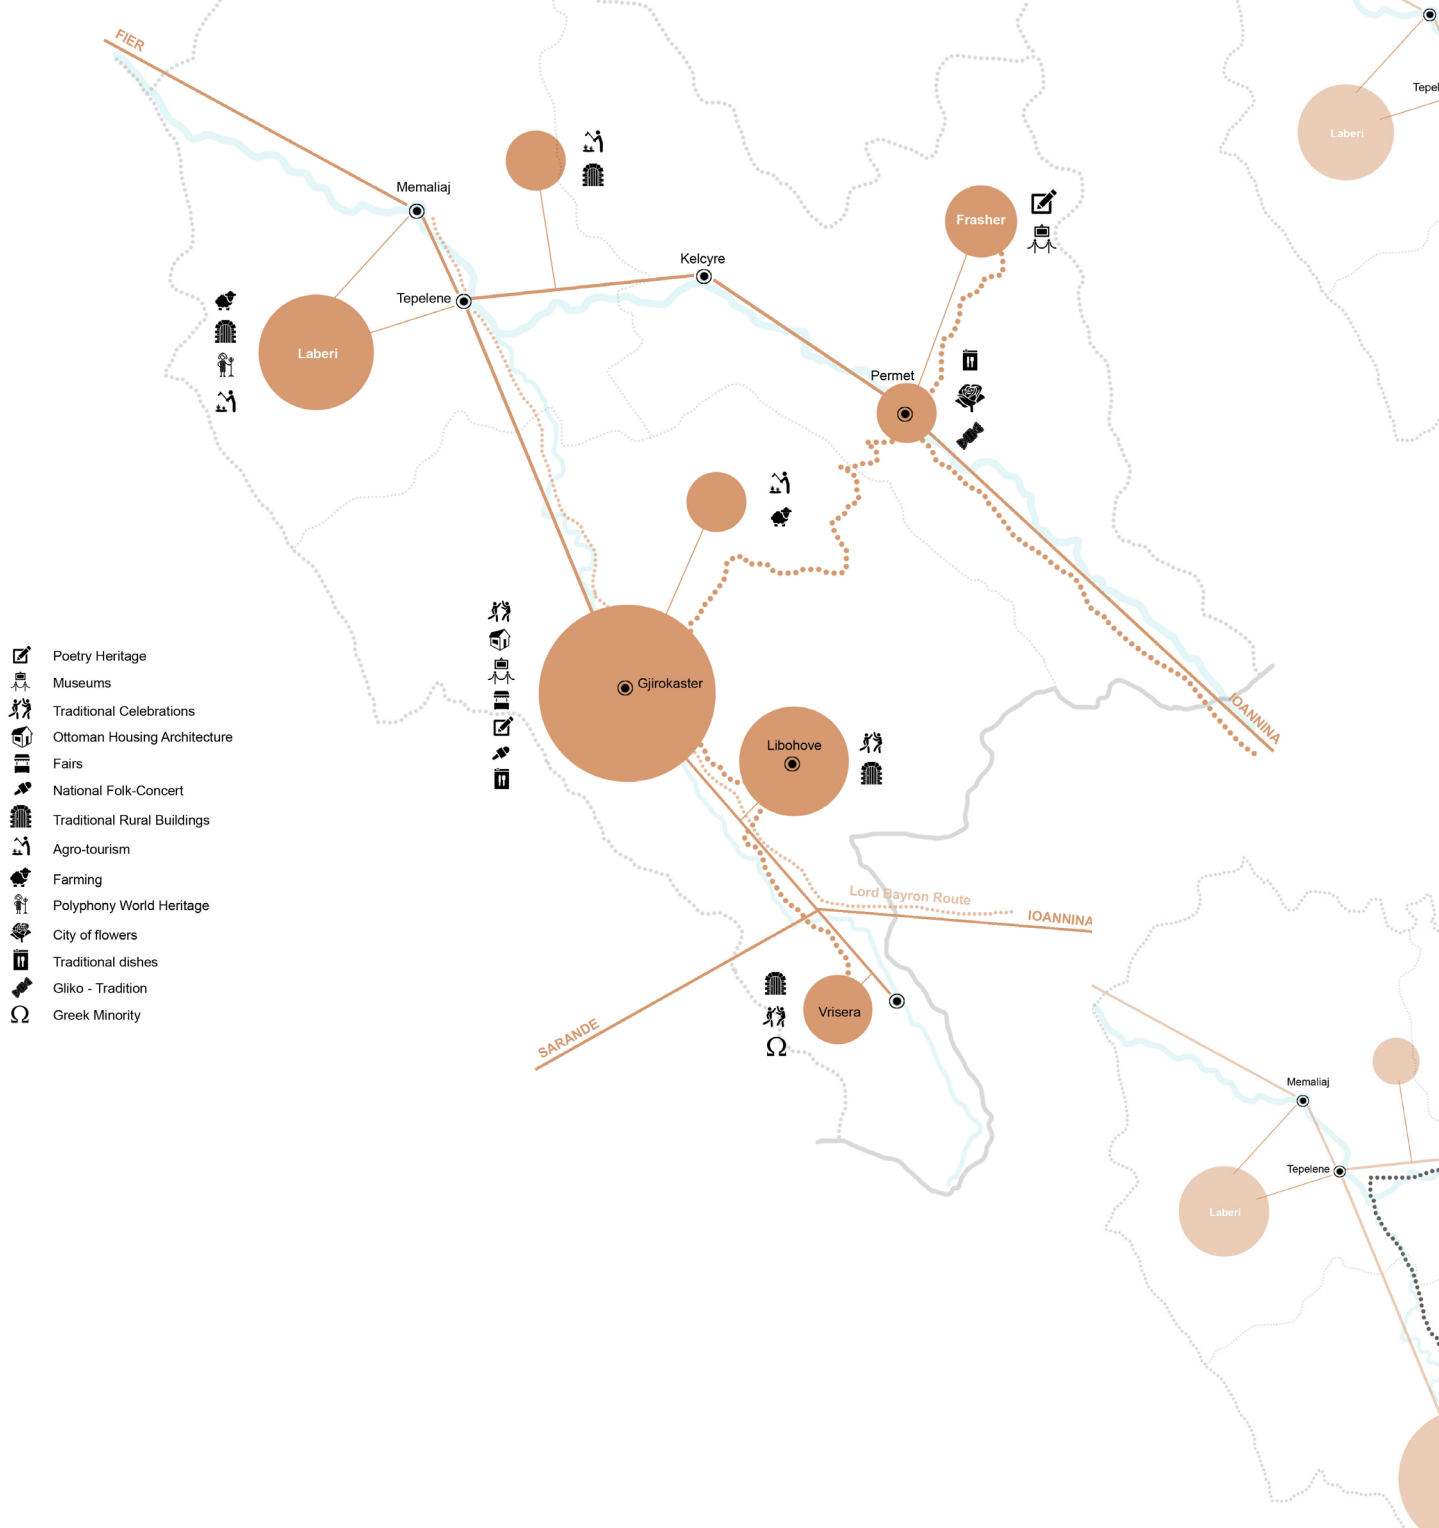 FIER
Memaliaj
Kelcyre
Tepelene
Laberi
Frasher
Permet
Gjirokaster
Libohove
Lord Bayron Route
IOANNINA
IOANNINA
SARANDE
Vrisera
Ω
Poetry Heritage
Museums
Traditional Celebrations
Ottoman Housing Architecture
Fairs
National Folk-Concert
Traditional Rural Buildings
Agro-tourism
Farming
Polyphony World Heritage
City of flowers
Traditional dishes
Gliko - Tradition
Ω Greek Minority
Tepel
Laberi
Memaliaj
Tepelene
Laberi